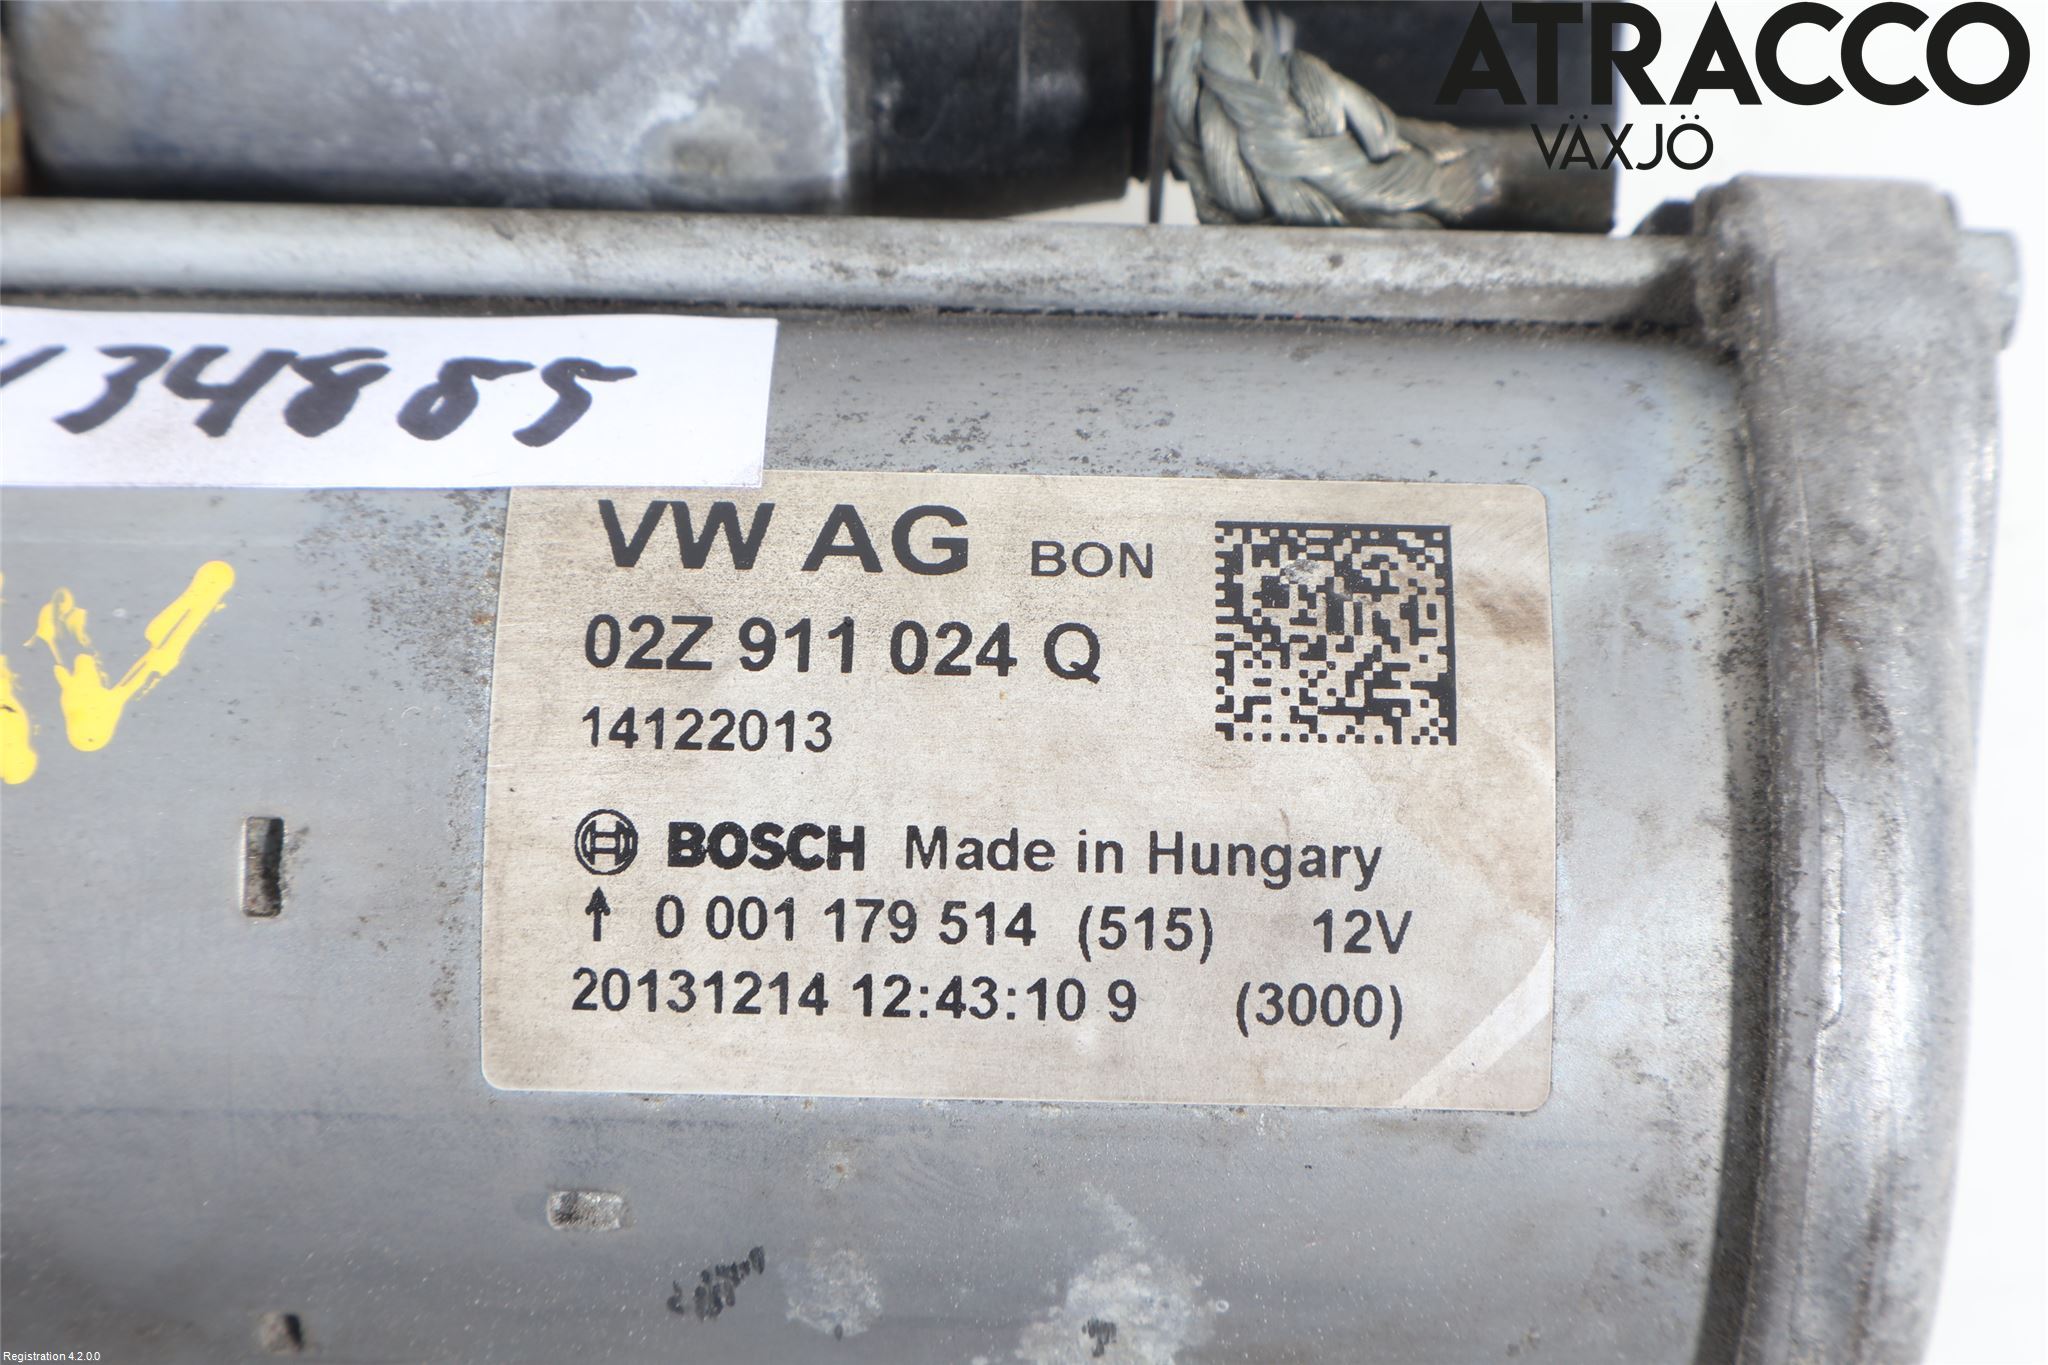 ATRACCO
VÄXJÖ
34885
VW AG BON
02Z 911 024 Q
14122013
BOSCH Made in Hungary
↑ 0 001 179 514 (515) 12V
20131214 12:43:10 9 (3000)
Registration 4.2.0.0